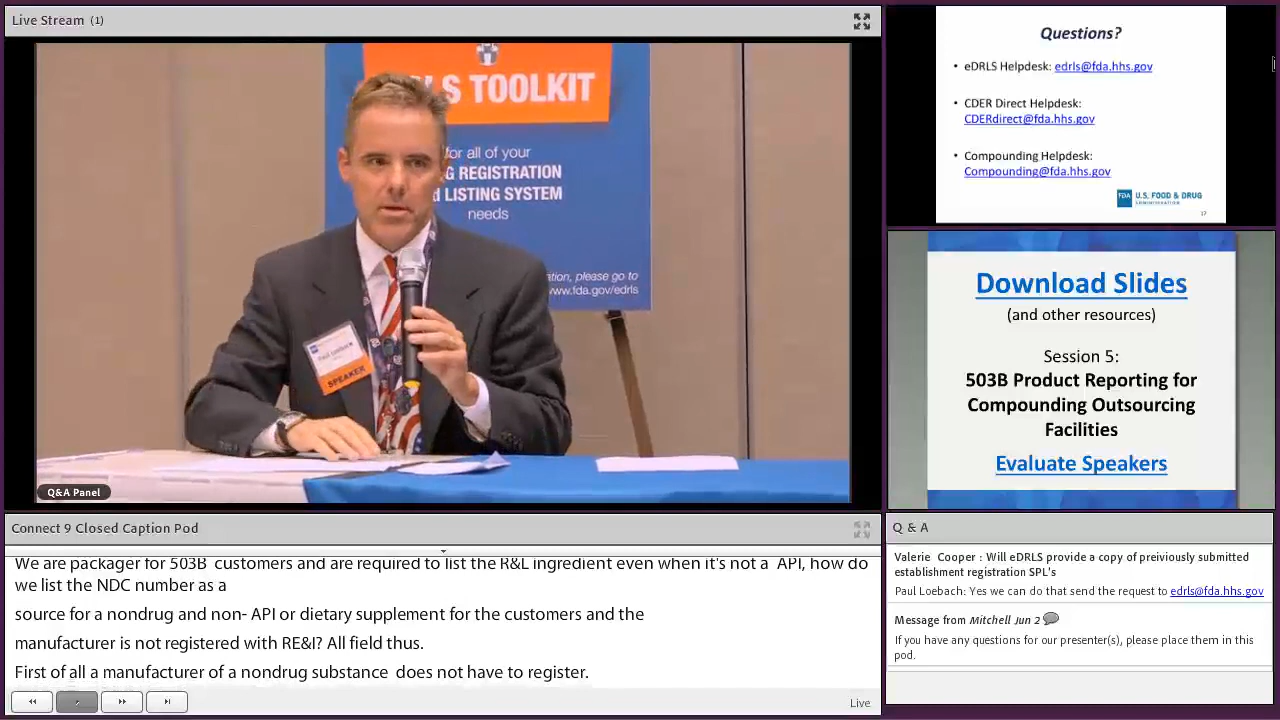 Live Stream (1)
LS TOOLKIT
for all of your
G REGISTRATION
d LISTING SYSTEM
needs
ation, please go to
www.fda.gov/edrls
SPEAKER
Q&A Panel
Questions?
• eDRLS Helpdesk: edrls@fda.hhs.gov
• CDER Direct Helpdesk:
CDERdirect@fda.hhs.gov
• Compounding Helpdesk:
Compounding@fda.hhs.gov
FDA U.S. FOOD & DRUG
ADMINISTRATION
17
Download Slides
(and other resources)
Session 5:
503B Product Reporting for
Compounding Outsourcing
Facilities
Evaluate Speakers
Connect 9 Closed Caption Pod
We are packager for 503B customers and are required to list the R&L ingredient even when it's not a API, how do
we list the NDC number as a
source for a nondrug and non- API or dietary supplement for the customers and the
manufacturer is not registered with RE&I? All field thus.
First of all a manufacturer of a nondrug substance does not have to register.
Live
Q & A
Valerie Cooper : Will eDRLS provide a copy of preiviously submitted
establishment registration SPL's
Paul Loebach: Yes we can do that send the request to edrls@fda.hhs.gov
Message from Mitchell Jun 2
If you have any questions for our presenter(s), please place them in this
pod.